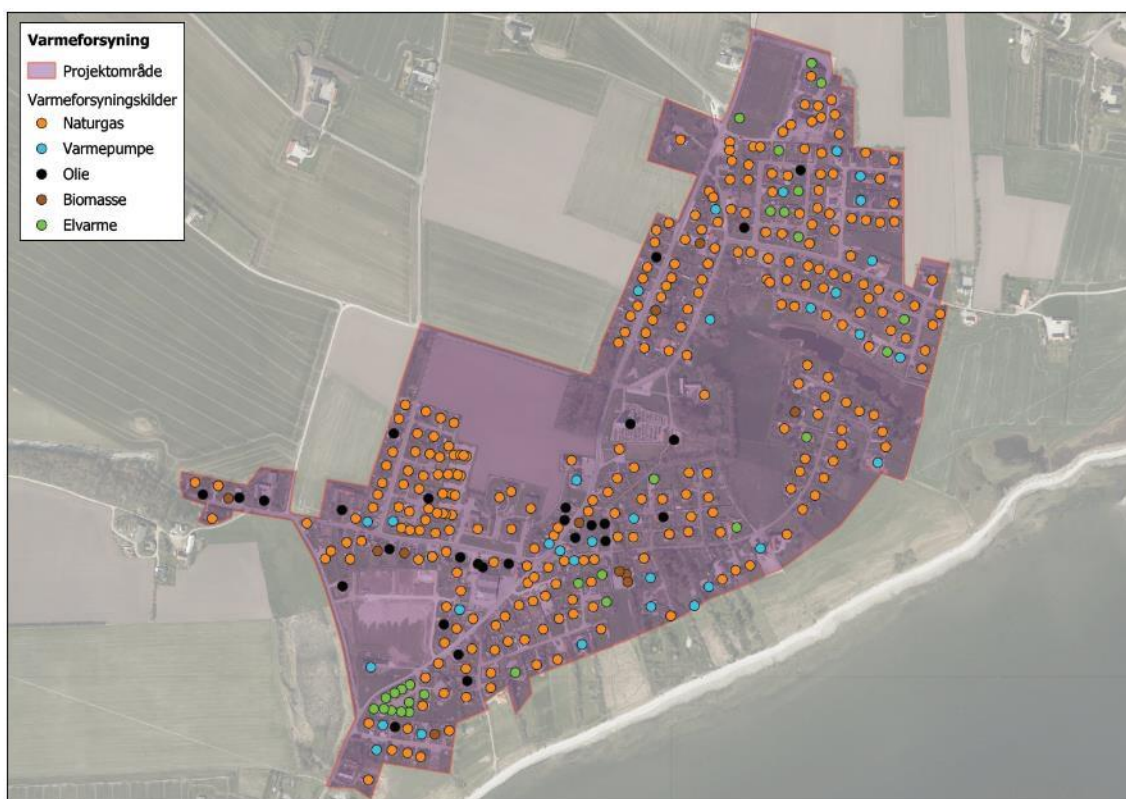 Varmeforsyning
Projektområde
Varmeforsyningskilder
Naturgas
Varmepumpe
Olie
Biomasse
Elvarme